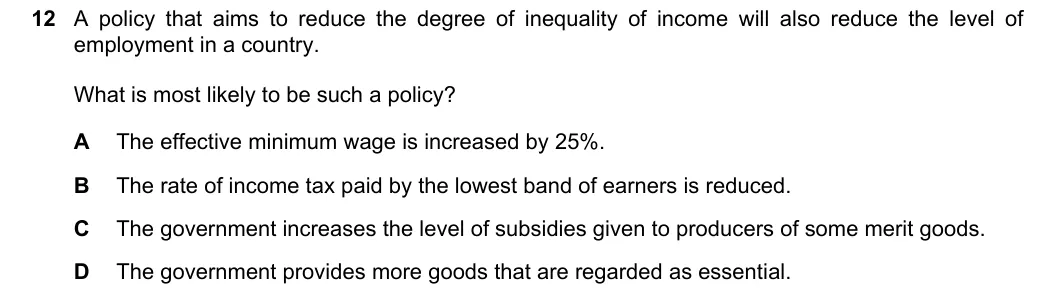 12 A policy that aims to reduce the degree of inequality of income will also reduce the level of
employment in a country.
What is most likely to be such a policy?
A The effective minimum wage is increased by 25%.
B The rate of income tax paid by the lowest band of earners is reduced.
C The government increases the level of subsidies given to producers of some merit goods.
D The government provides more goods that are regarded as essential.